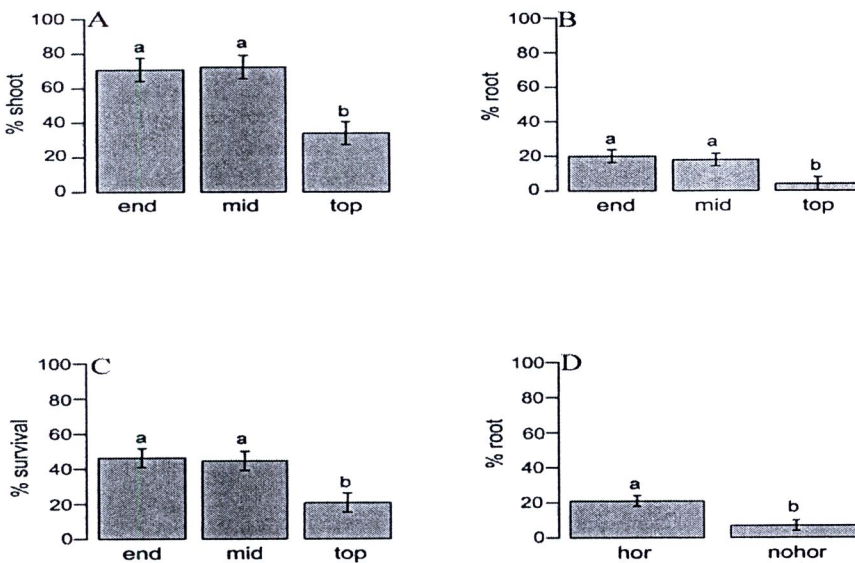 A
100
80
60
40
20
0
% shoot
a
a
b
end mid top
B
100
80
60
40
20
0
% root
a
a
b
end mid top
C
100
80
60
40
20
0
% survival
a
a
b
end mid top
D
100
80
60
40
20
0
% root
a
b
hor nohor